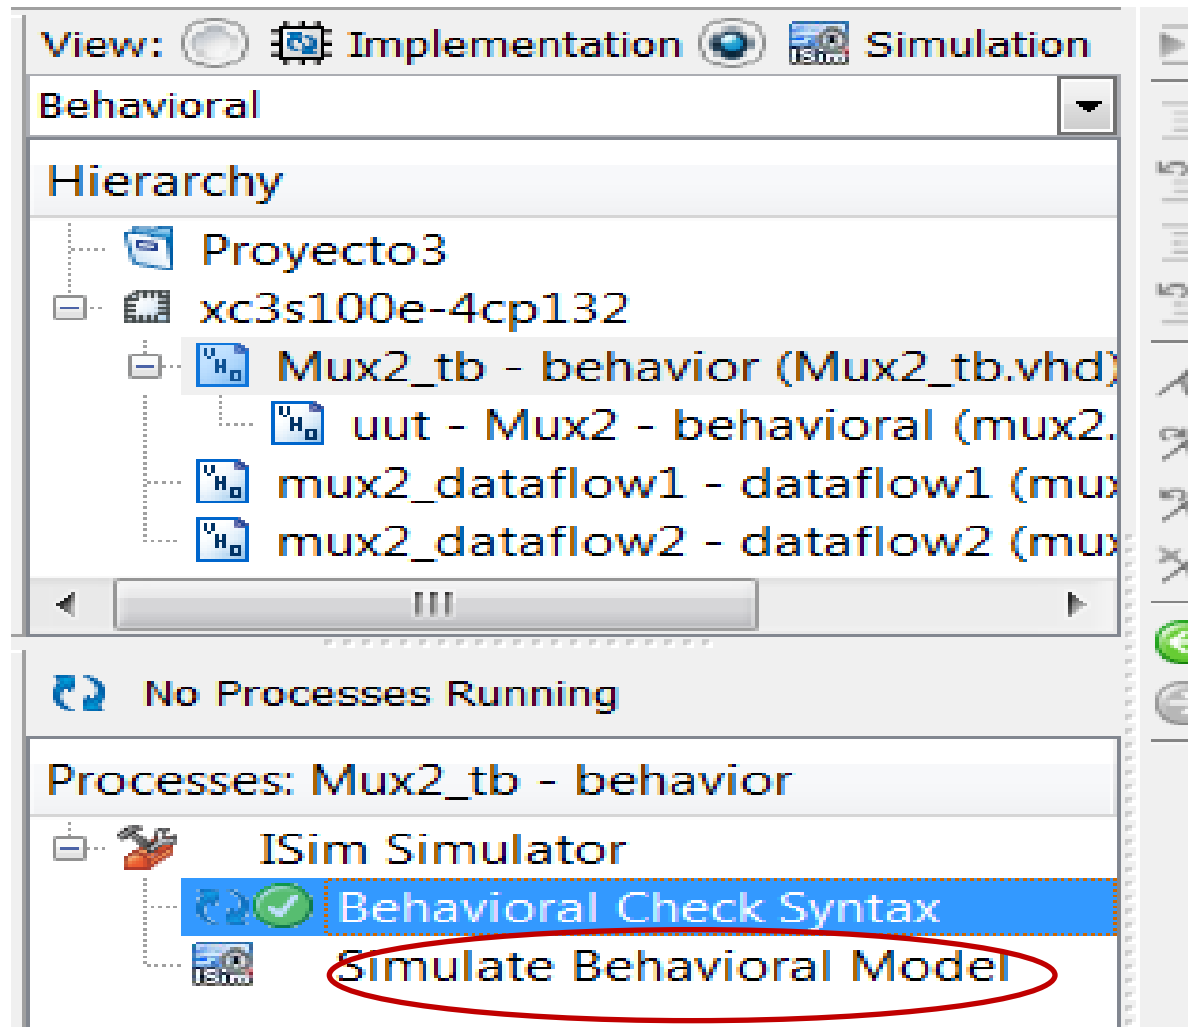 View: Implementation Simulation
Behavioral
Hierarchy
Proyecto3
xc3s100e-4cp132
Mux2_tb - behavior (Mux2_tb.vhd)
uut - Mux2 - behavioral (mux2.
mux2_dataflow1 - dataflow1 (mux
mux2_dataflow2 - dataflow2 (mux
No Processes Running
Processes: Mux2_tb - behavior
ISim Simulator
Behavioral Check Syntax
Simulate Behavioral Model